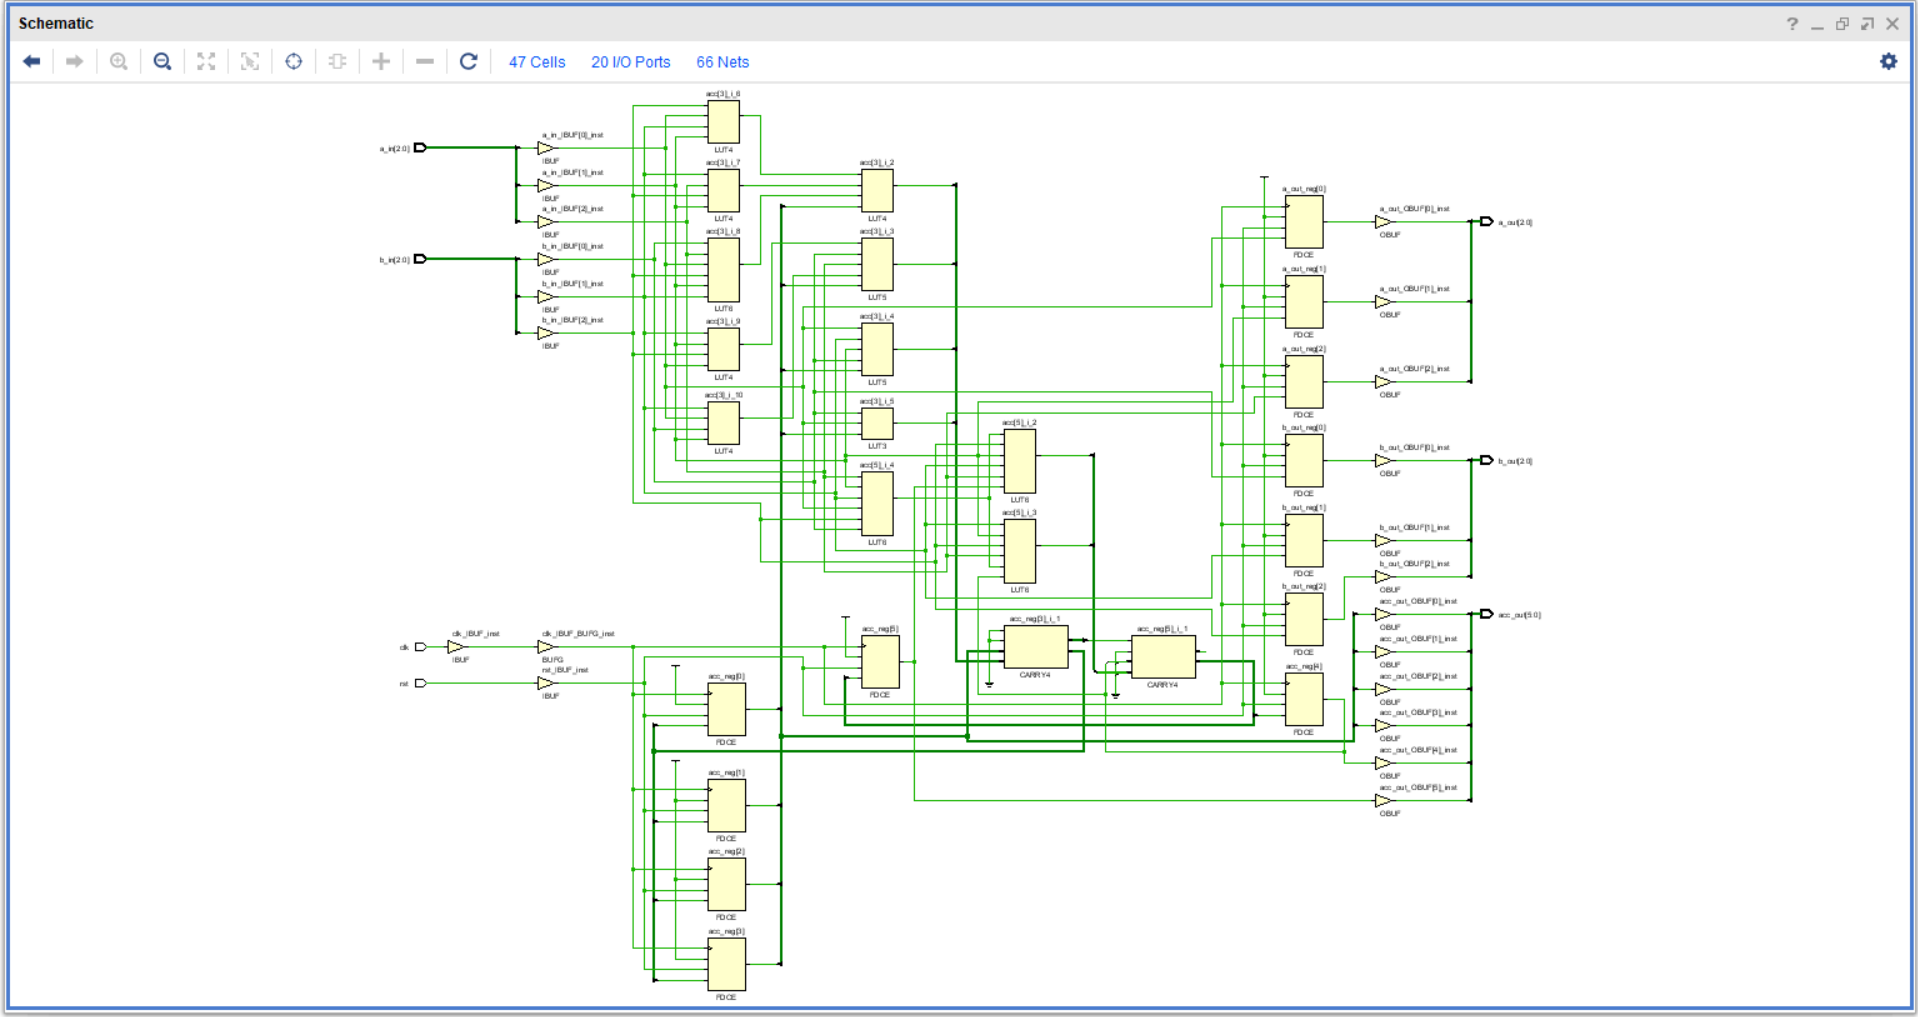 Schematic
47 Cells
20 I/O Ports
66 Nets
acc[3]_i_6
LUT4
a_in[2:0]
a_in_IBUF[0]_inst
IBUF
a_in_IBUF[1]_inst
IBUF
a_in_IBUF[2]_inst
IBUF
b_in[2:0]
b_in_IBUF[0]_inst
IBUF
b_in_IBUF[1]_inst
IBUF
b_in_IBUF[2]_inst
IBUF
acc[3]_i_7
LUT4
acc[3]_i_8
LUT6
acc[3]_i_9
LUT4
acc[3]_i_10
LUT4
acc[3]_i_2
LUT4
acc[3]_i_3
LUT5
acc[3]_i_4
LUT5
acc[3]_i_5
LUT3
acc[5]_i_4
LUT6
acc[5]_i_2
LUT6
acc[5]_i_3
LUT6
clk
clk_IBUF_inst
IBUF
clk_IBUF_BUFG_inst
BUFG
rst
rst_IBUF_inst
IBUF
acc_reg[0]
FDCE
acc_reg[1]
FDCE
acc_reg[2]
FDCE
acc_reg[3]
FDCE
acc_reg[5]
FDCE
acc_reg[3]_i_1
CARRY4
acc_reg[5]_i_1
CARRY4
a_out_reg[0]
FDCE
a_out_reg[1]
FDCE
a_out_reg[2]
FDCE
b_out_reg[0]
FDCE
b_out_reg[1]
FDCE
b_out_reg[2]
FDCE
acc_reg[4]
FDCE
a_out_OBUF[0]_inst
OBUF
a_out[2:0]
a_out_OBUF[1]_inst
OBUF
a_out_OBUF[2]_inst
OBUF
b_out_OBUF[0]_inst
OBUF
b_out[2:0]
b_out_OBUF[1]_inst
OBUF
b_out_OBUF[2]_inst
OBUF
acc_out_OBUF[0]_inst
OBUF
acc_out[5:0]
acc_out_OBUF[1]_inst
OBUF
acc_out_OBUF[2]_inst
OBUF
acc_out_OBUF[3]_inst
OBUF
acc_out_OBUF[4]_inst
OBUF
acc_out_OBUF[5]_inst
OBUF